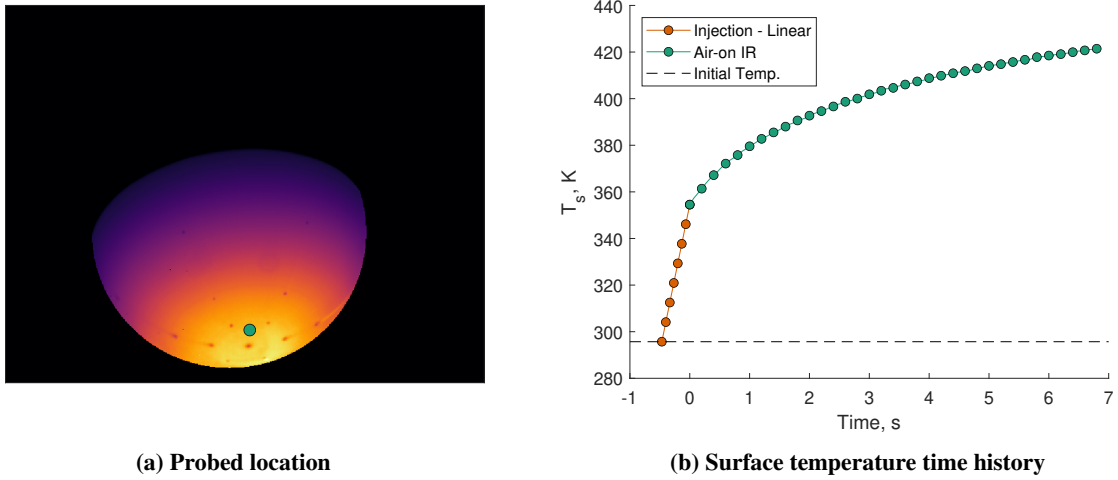 Injection - Linear
Air-on IR
Initial Temp.
440
420
400
380
360
340
320
300
280
T_s, K
-1 0 1 2 3 4 5 6 7
Time, s
(a) Probed location
(b) Surface temperature time history